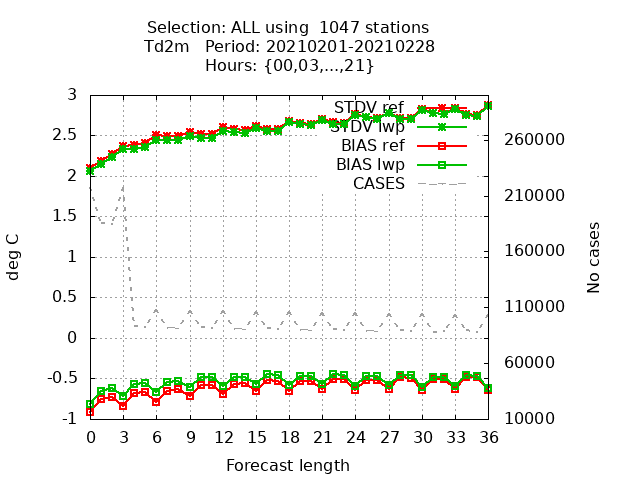 Selection: ALL using  1047 stations
Td2m   Period: 20210201-20210228
Hours: {00,03,...,21}
STDV ref
STDV lwp
BIAS ref
BIAS lwp
CASES
3
2.5
2
1.5
1
0.5
0
-0.5
-1
deg C
260000
210000
160000
110000
60000
10000
No cases
0 3 6 9 12 15 18 21 24 27 30 33 36
Forecast length